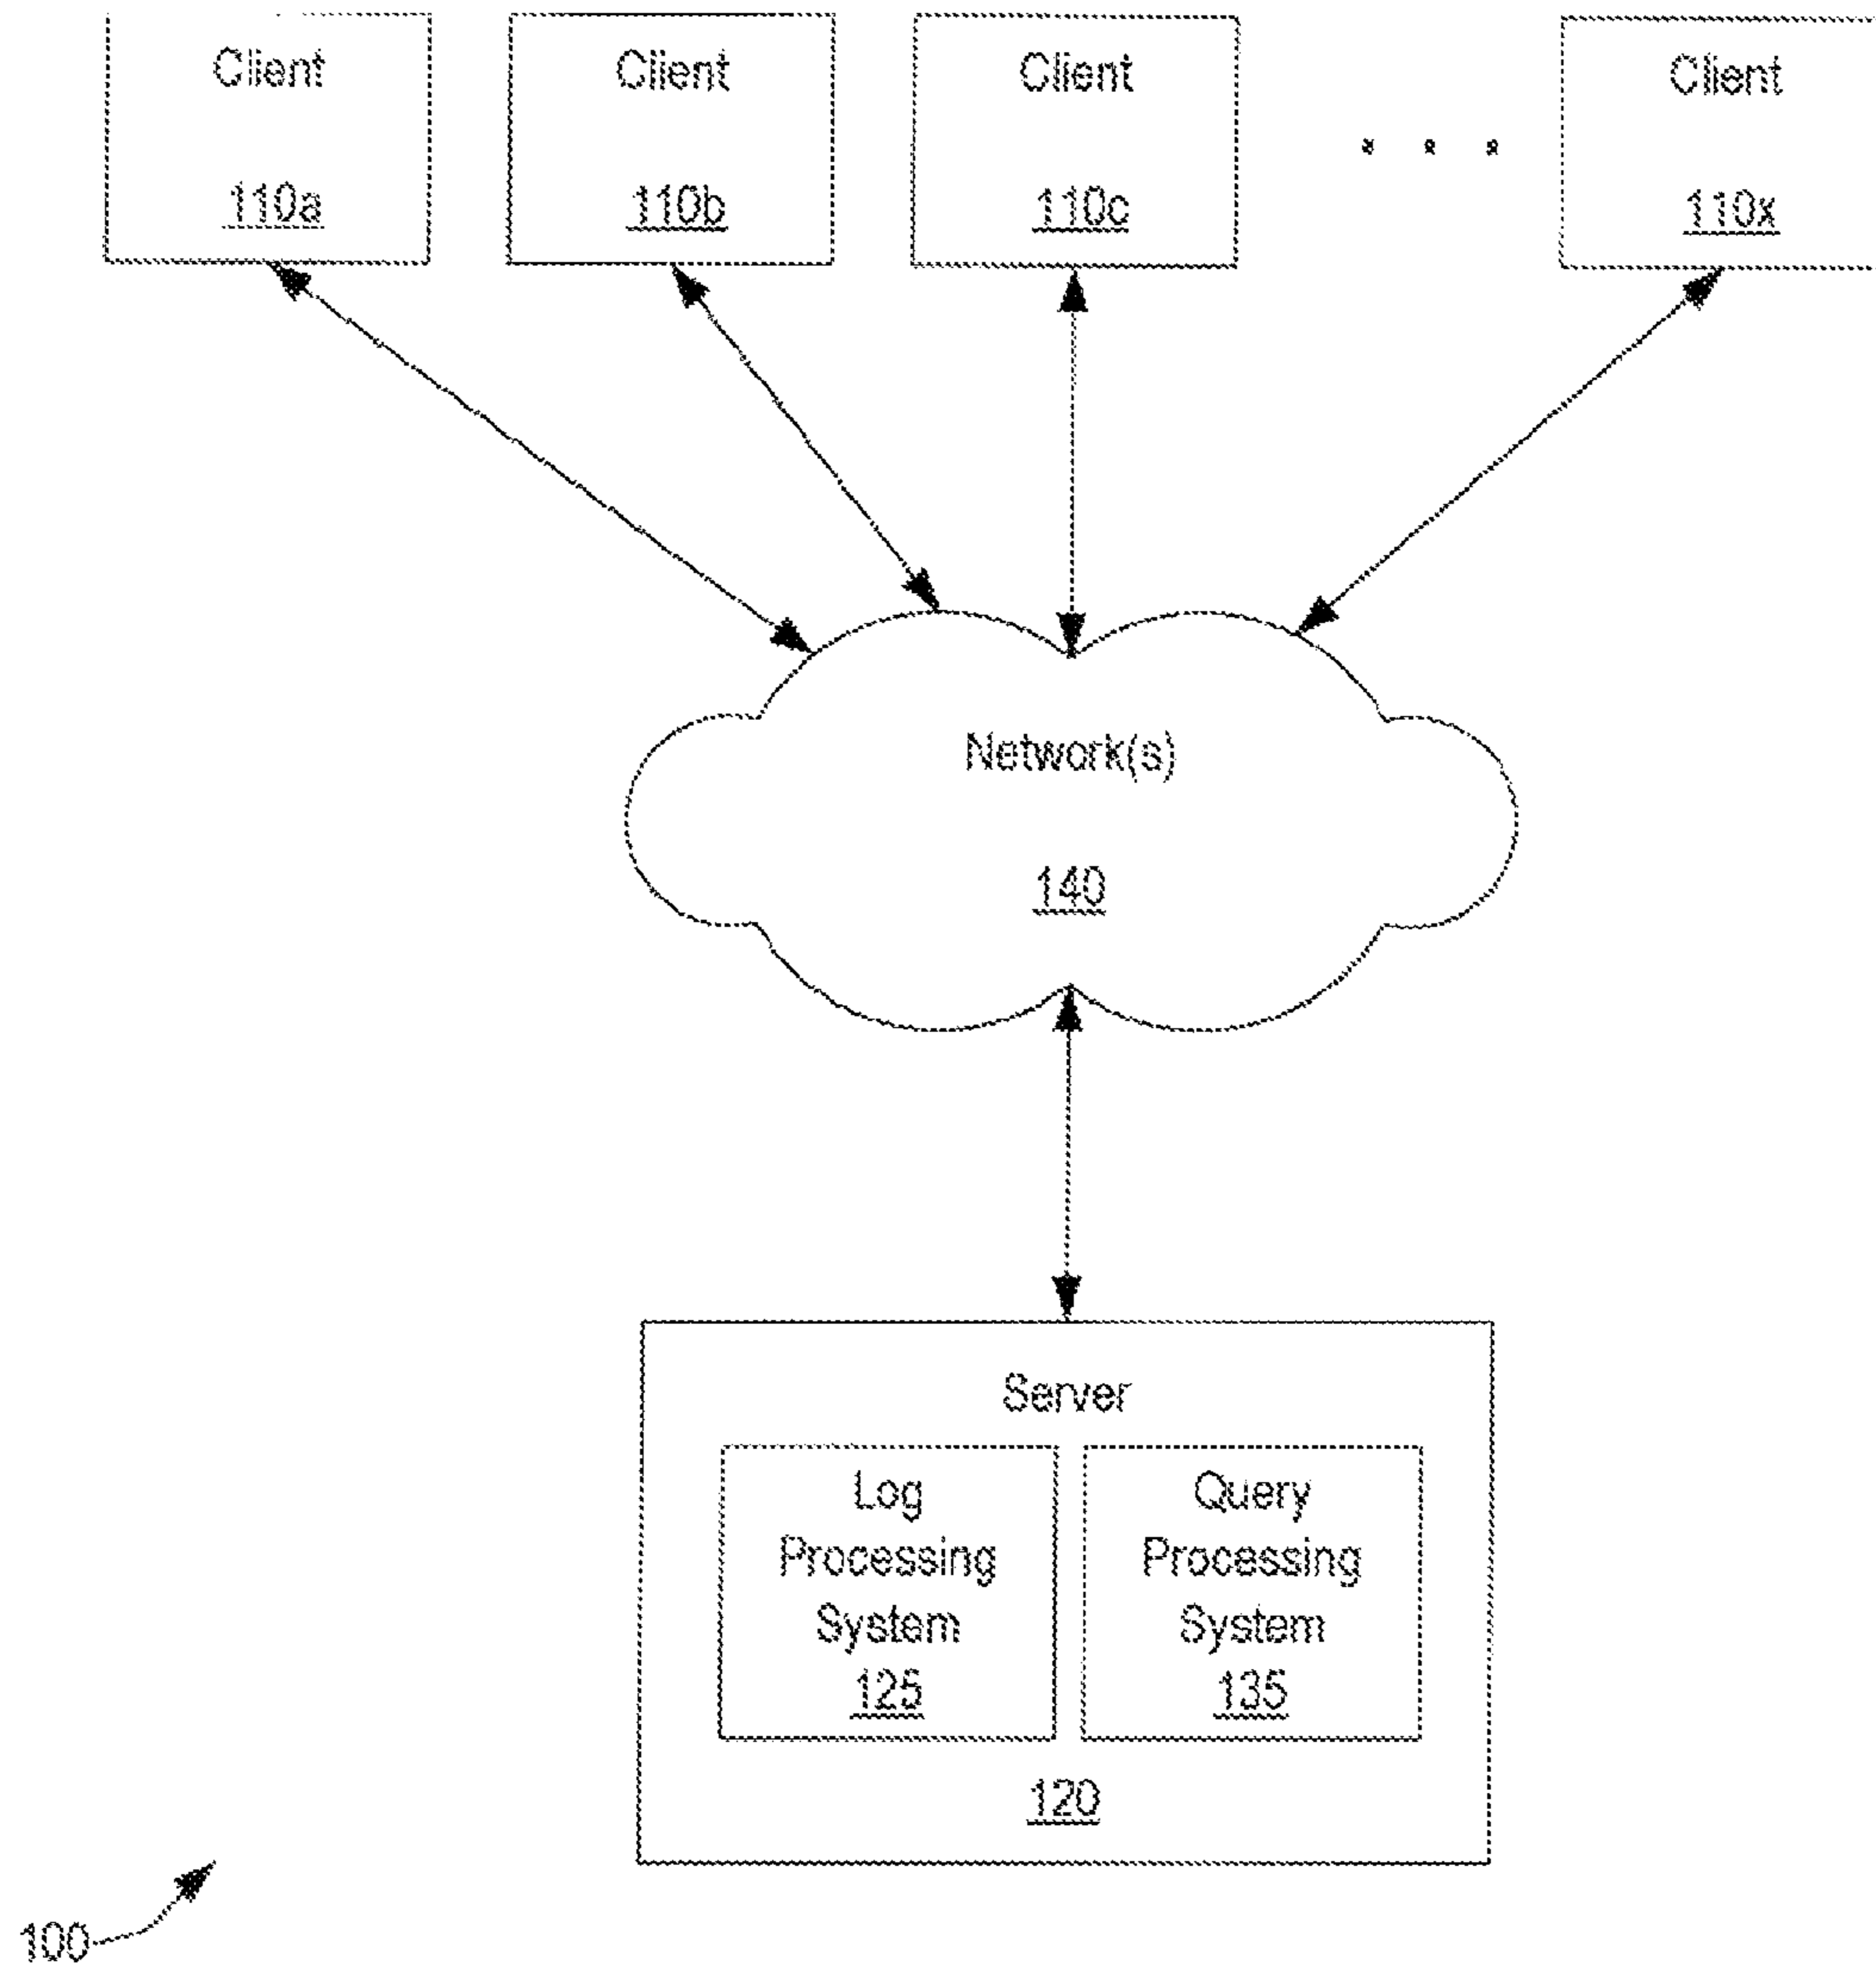 Client
110a
Client
110b
Client
110c
. . .
Client
110x
Network(s)
140
Server
Log
Processing
System
125
Query
Processing
System
135
120
100